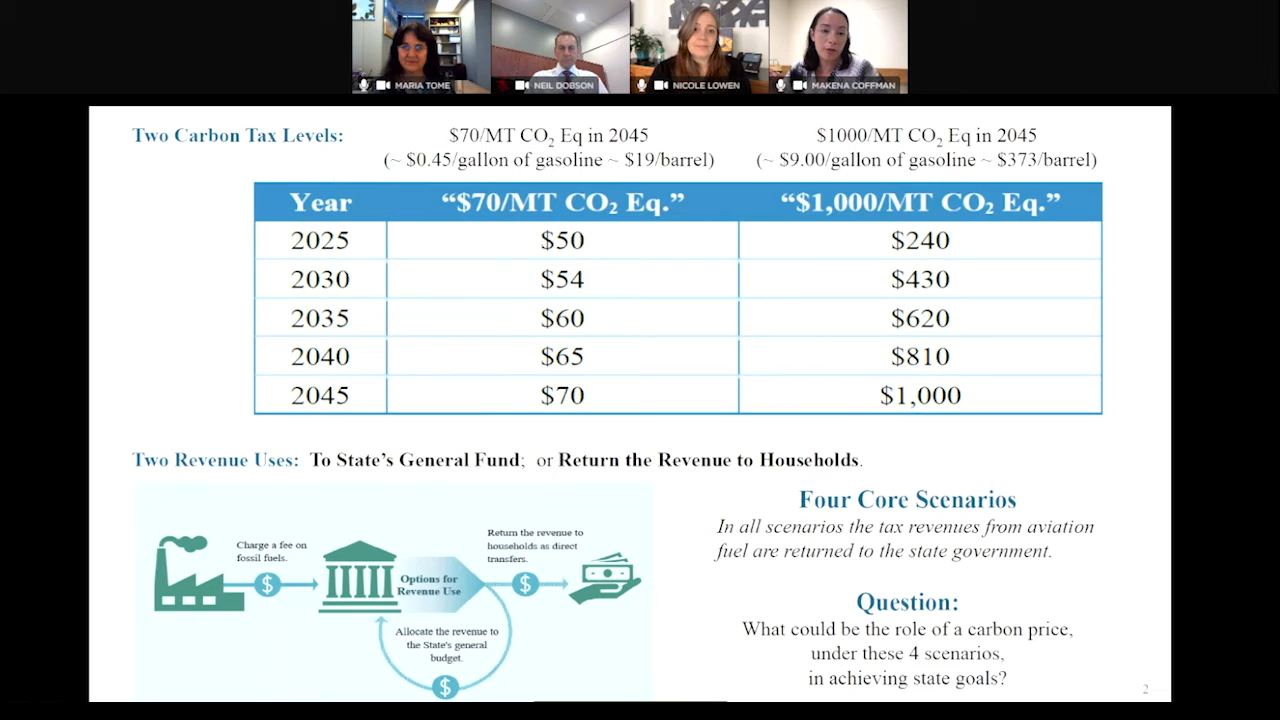 MARIA TOME
NEIL DOBSON
NICOLE LOWEN
MAKENA COFFMAN
Two Carbon Tax Levels:
$70/MT CO₂ Eq in 2045
(~ $0.45/gallon of gasoline ~ $19/barrel)
$1000/MT CO₂ Eq in 2045
(~ $9.00/gallon of gasoline ~ $373/barrel)
Year “$70/MT CO₂ Eq.” “$1,000/MT CO₂ Eq.”
2025 $50 $240
2030 $54 $430
2035 $60 $620
2040 $65 $810
2045 $70 $1,000
Two Revenue Uses: To State’s General Fund; or Return the Revenue to Households.
Charge a fee on
fossil fuels.
$
Options for
Revenue Use
Return the revenue to
households as direct
transfers.
$
Allocate the revenue to
the State's general
budget.
$
Four Core Scenarios
In all scenarios the tax revenues from aviation
fuel are returned to the state government.
Question:
What could be the role of a carbon price,
under these 4 scenarios,
in achieving state goals?
2